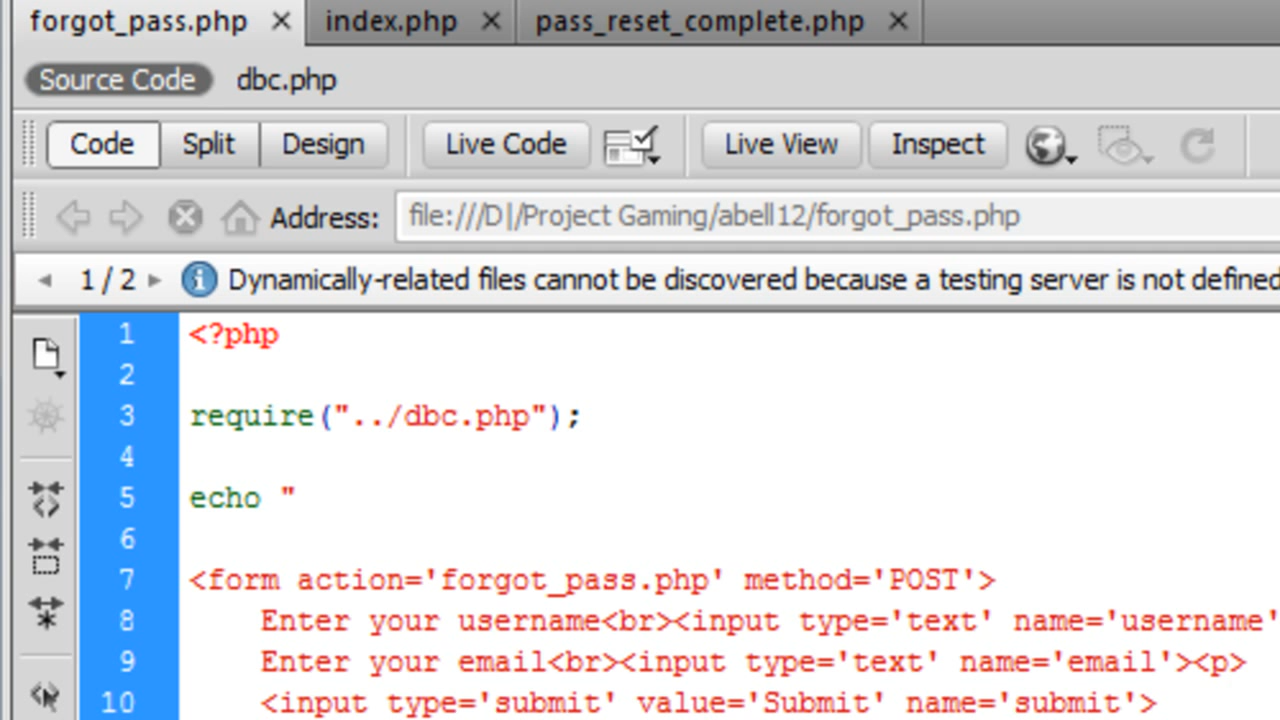 forgot_pass.php × index.php × pass_reset_complete.php ×
Source Code dbc.php
Code Split Design Live Code Live View Inspect
Address: file:///D|/Project Gaming/abell12/forgot_pass.php
1 / 2 Dynamically-related files cannot be discovered because a testing server is not defined
1 <?php
2
3 require("../dbc.php");
4
5 echo "
6
7 <form action='forgot_pass.php' method='POST'>
8 Enter your username<br><input type='text' name='username'
9 Enter your email<br><input type='text' name='email'><p>
10 <input type='submit' value='Submit' name='submit'>